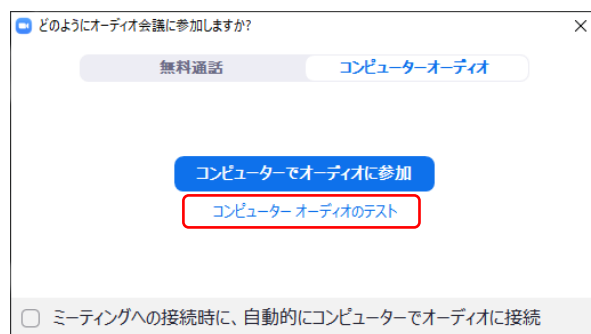 どのようにオーディオ会議に参加しますか?
無料通話 コンピューターオーディオ
コンピューターでオーディオに参加
コンピューター オーディオのテスト
ミーティングへの接続時に、自動的にコンピューターでオーディオに接続